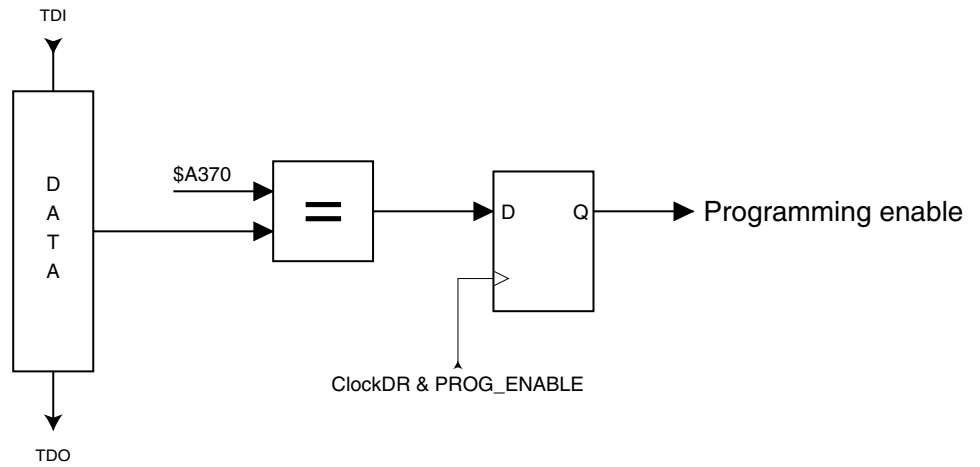 TDI
D
A
T
A
$A370
=
D
Q
Programming enable
ClockDR & PROG_ENABLE
TDO